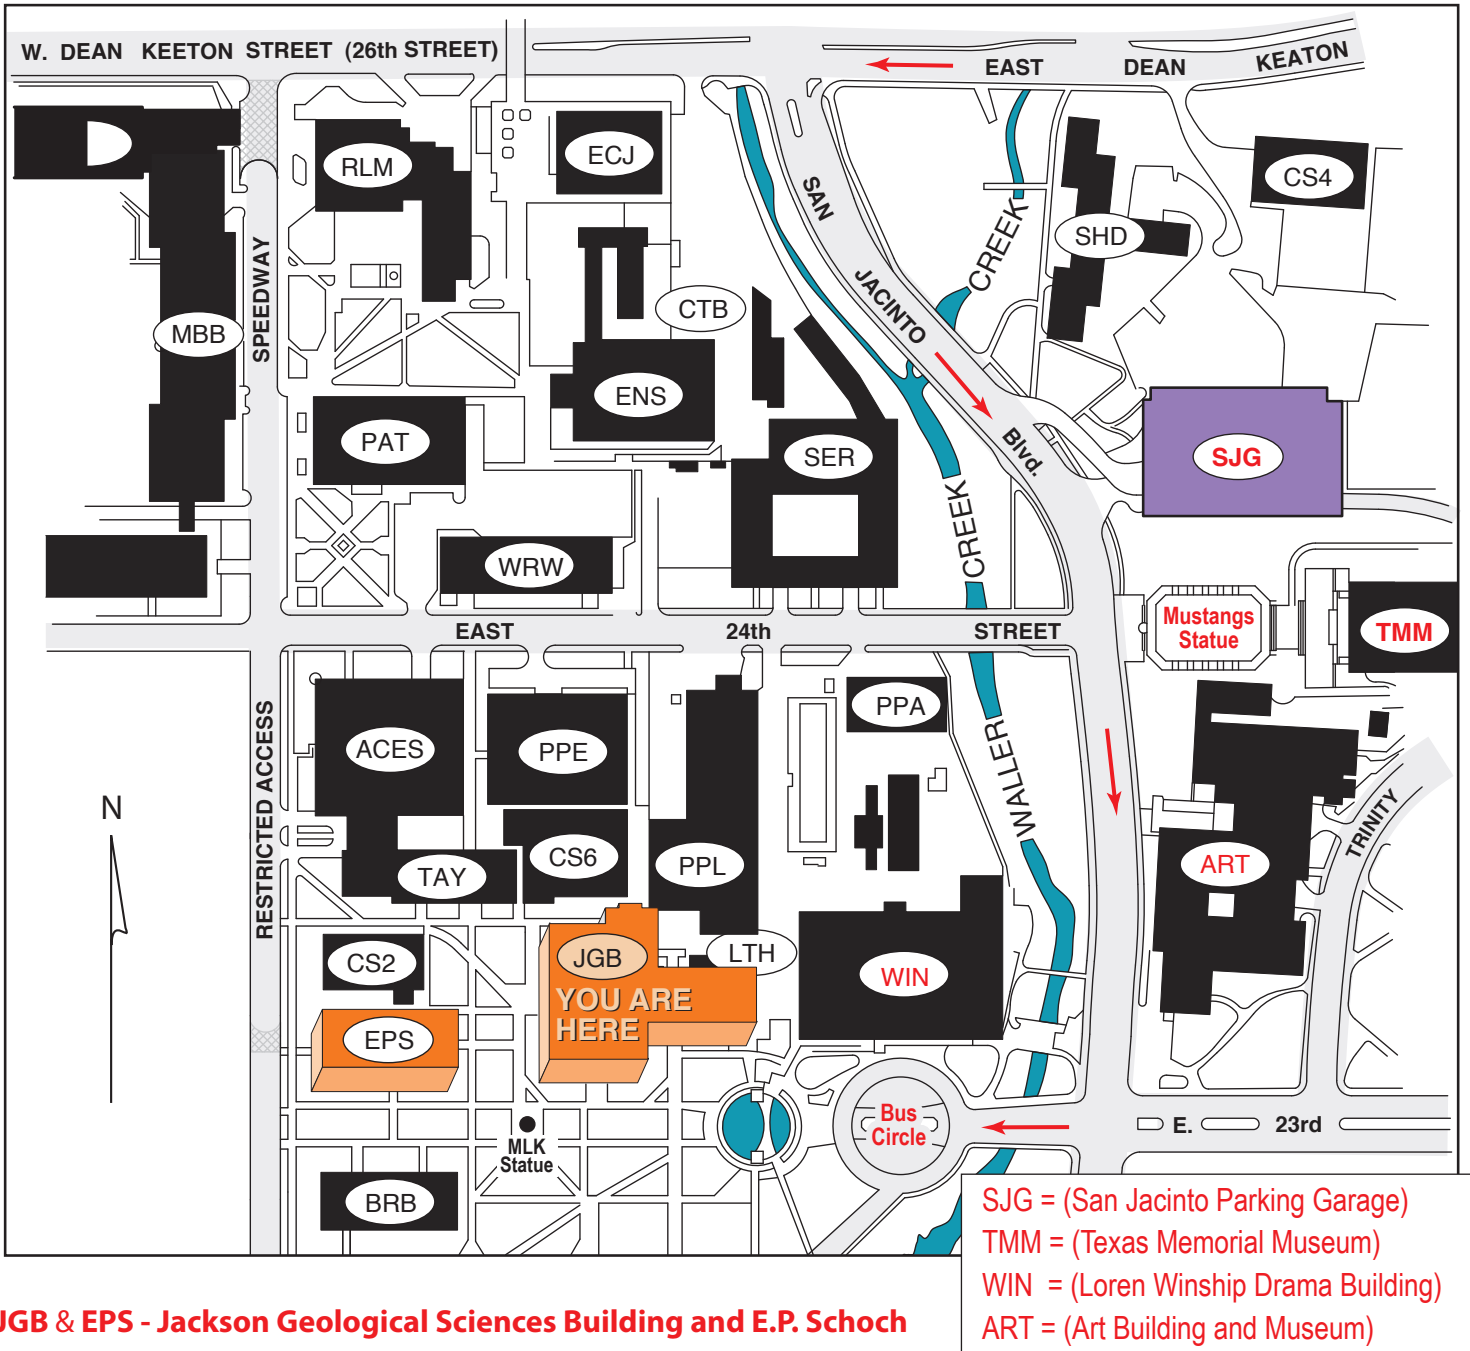 W. DEAN KEETON STREET (26th STREET)
EAST DEAN KEATON
RLM
ECJ
CS4
SAN JACINTO Blvd.
CREEK
SHD
SPEEDWAY
MBB
CTB
ENS
PAT
SER
SJG
CREEK
WRW
Mustangs
Statue
TMM
EAST 24th STREET
PPA
RESTRICTED ACCESS
ACES
PPE
WALLER
N
TRINITY
CS6
TAY
PPL
ART
CS2
JGB
LTH
WIN
YOU ARE
HERE
EPS
Bus
Circle
E. 23rd
MLK
Statue
BRB
SJG = (San Jacinto Parking Garage)
TMM = (Texas Memorial Museum)
WIN = (Loren Winship Drama Building)
ART = (Art Building and Museum)
JGB & EPS - Jackson Geological Sciences Building and E.P. Schoch